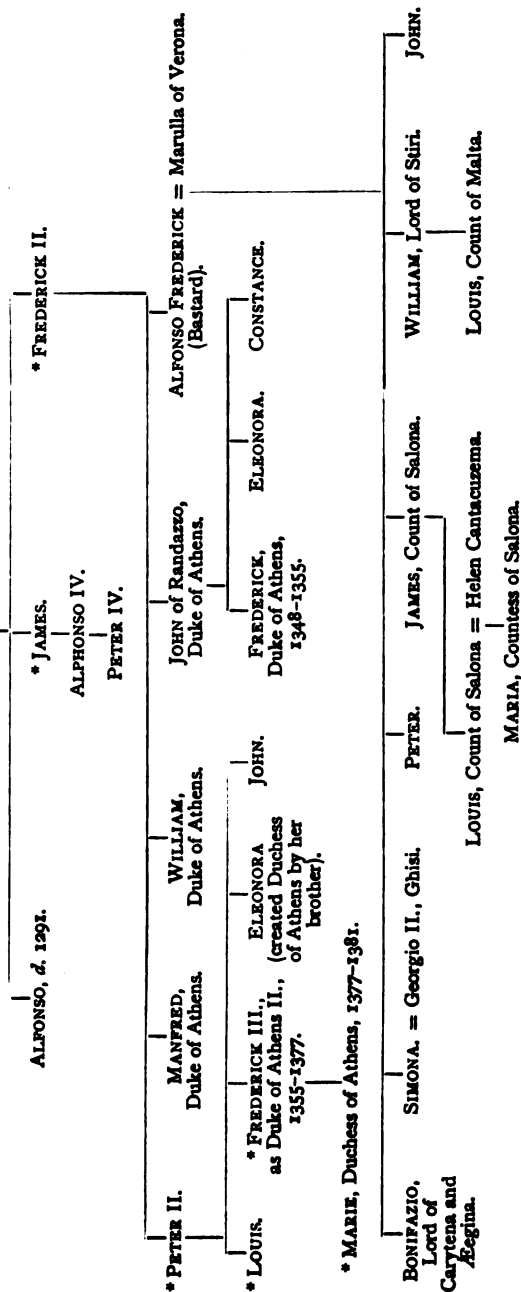 ALFONSO, d. 1291.
* JAMES.
* FREDERICK II.
ALPHONSO IV.
PETER IV.
* PETER II.
MANFRED,
Duke of Athens.
WILLIAM,
Duke of Athens.
JOHN of Randazzo,
Duke of Athens.
ALFONSO FREDERICK = Marulla of Verona.
(Bastard).
* LOUIS.
* FREDERICK III.,
as Duke of Athens II.,
1355-1377.
ELEONORA
(created Duchess
of Athens by her
brother).
JOHN.
FREDERICK,
Duke of Athens,
1348-1355.
ELEONORA.
CONSTANCE.
* MARIE, Duchess of Athens, 1377-1381.
BONIFAZIO,
Lord of
Carytena and
Ægina.
SIMONA. = Georgio II., Ghisi.
PETER.
JAMES, Count of Salona.
WILLIAM, Lord of Stiri.
JOHN.
LOUIS, Count of Salona = Helen Cantacuzema.
LOUIS, Count of Malta.
MARIA, Countess of Salona.